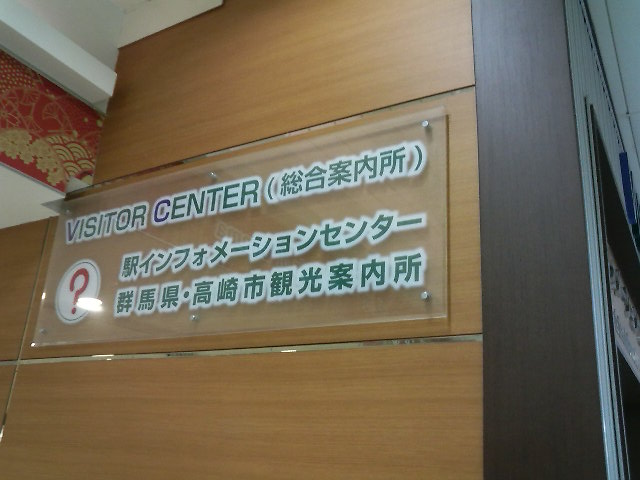 VISITOR CENTER(総合案内所)
駅インフォメーションセンター
?
群馬県・高崎市観光案内所